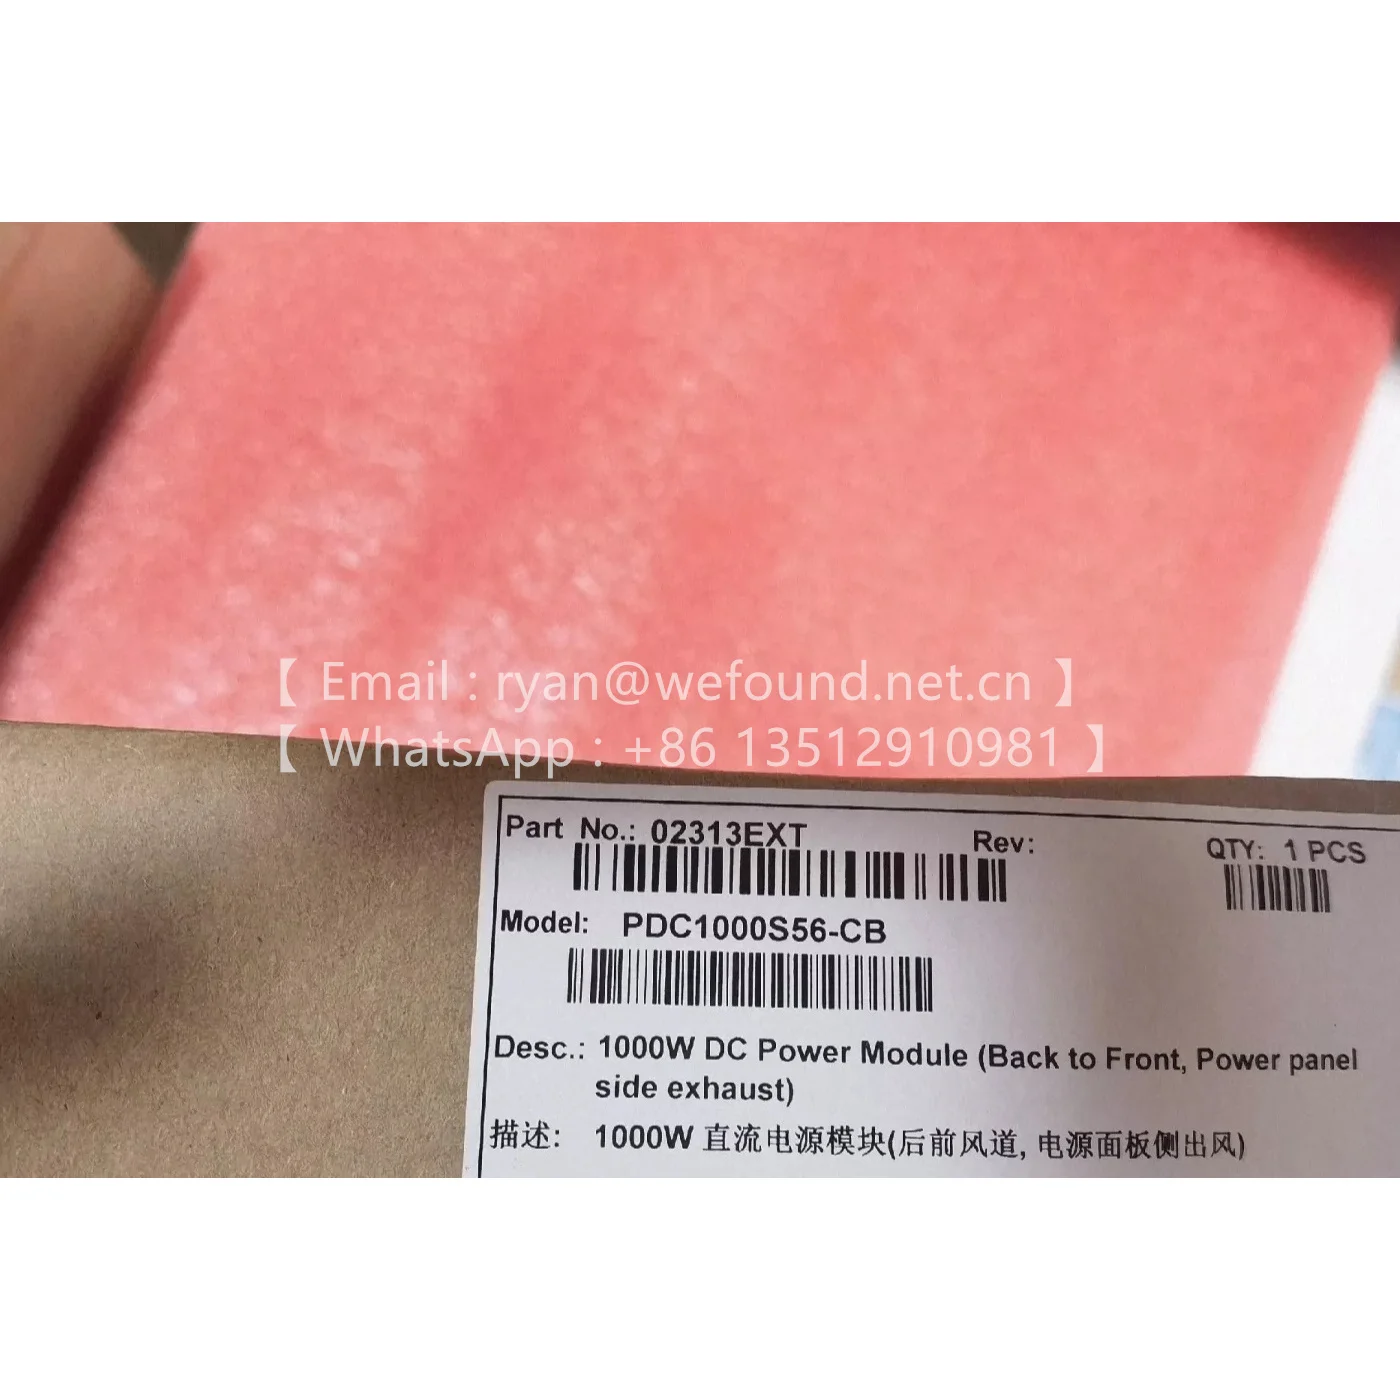 【 Email : ryan@wefound.net.cn 】
【 WhatsApp : +86 13512910981 】
Part No.: 02313EXT Rev: QTY: 1 PCS
Model: PDC1000S56-CB
Desc.: 1000W DC Power Module (Back to Front, Power panel
side exhaust)
描述: 1000W 直流电源模块(后前风道, 电源面板侧出风)